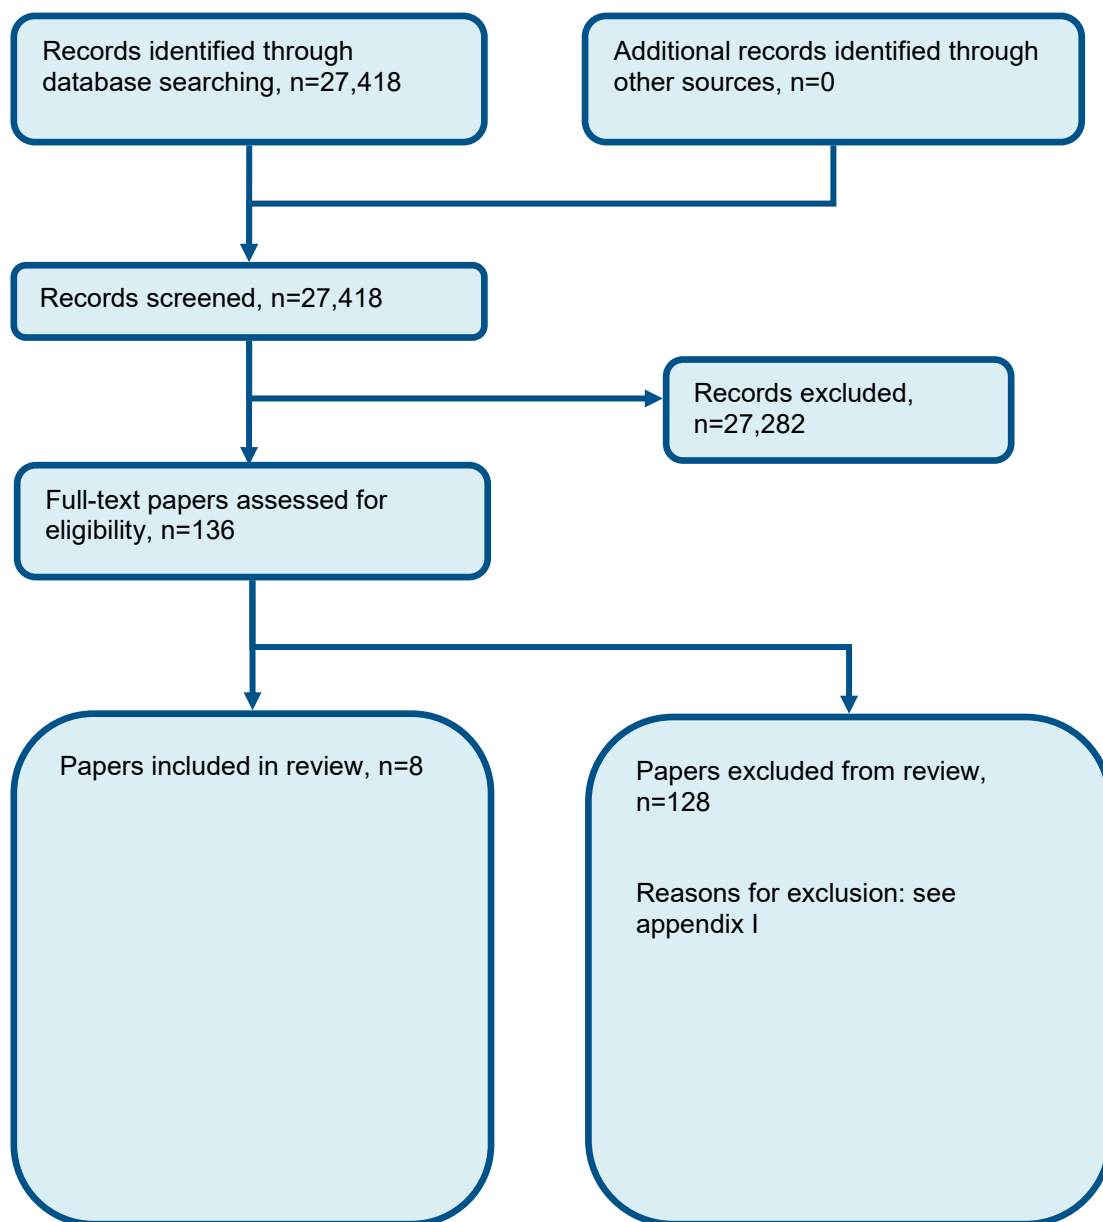 Records identified through
database searching, n=27,418
Additional records identified through
other sources, n=0
Records screened, n=27,418
Records excluded,
n=27,282
Full-text papers assessed for
eligibility, n=136
Papers included in review, n=8
Papers excluded from review,
n=128
Reasons for exclusion: see
appendix I